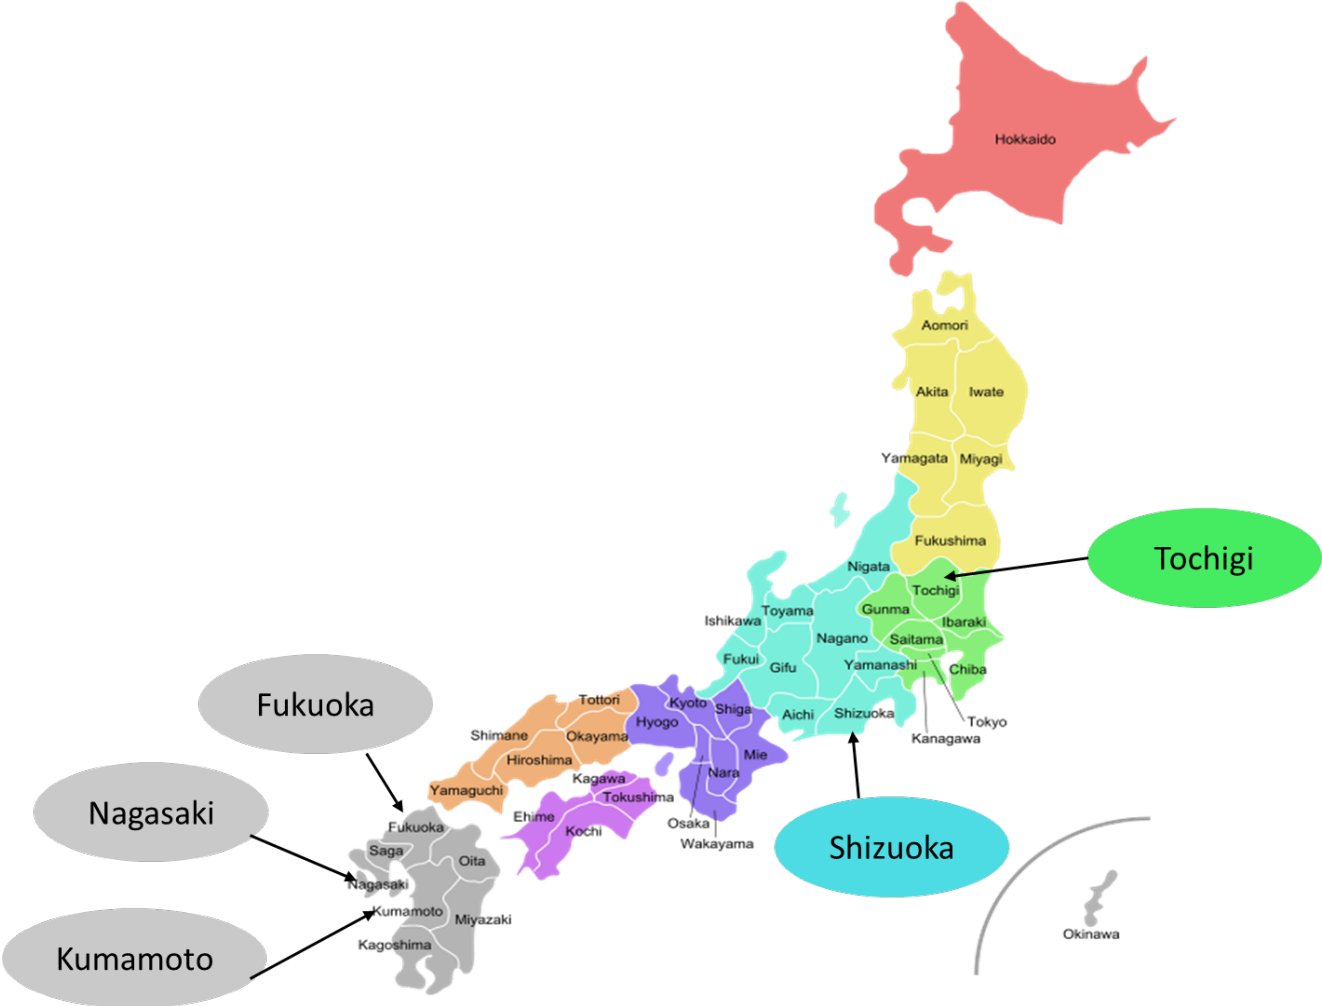 Hokkaido
Aomori
Akita
Iwate
Yamagata
Miyagi
Fukushima
Tochigi
Nigata
Tochigi
Gunma
Toyama
Ishikawa
Ibaraki
Nagano
Saitama
Fukui
Gifu
Yamanashi
Chiba
Fukuoka
Tottori
Kyoto
Shiga
Aichi
Shizuoka
Hyogo
Tokyo
Shimane
Okayama
Kanagawa
Mie
Hiroshima
Nara
Kagawa
Yamaguchi
Tokushima
Nagasaki
Ehime
Osaka
Fukuoka
Kochi
Wakayama
Shizuoka
Saga
Oita
Nagasaki
Kumamoto
Miyazaki
Okinawa
Kagoshima
Kumamoto